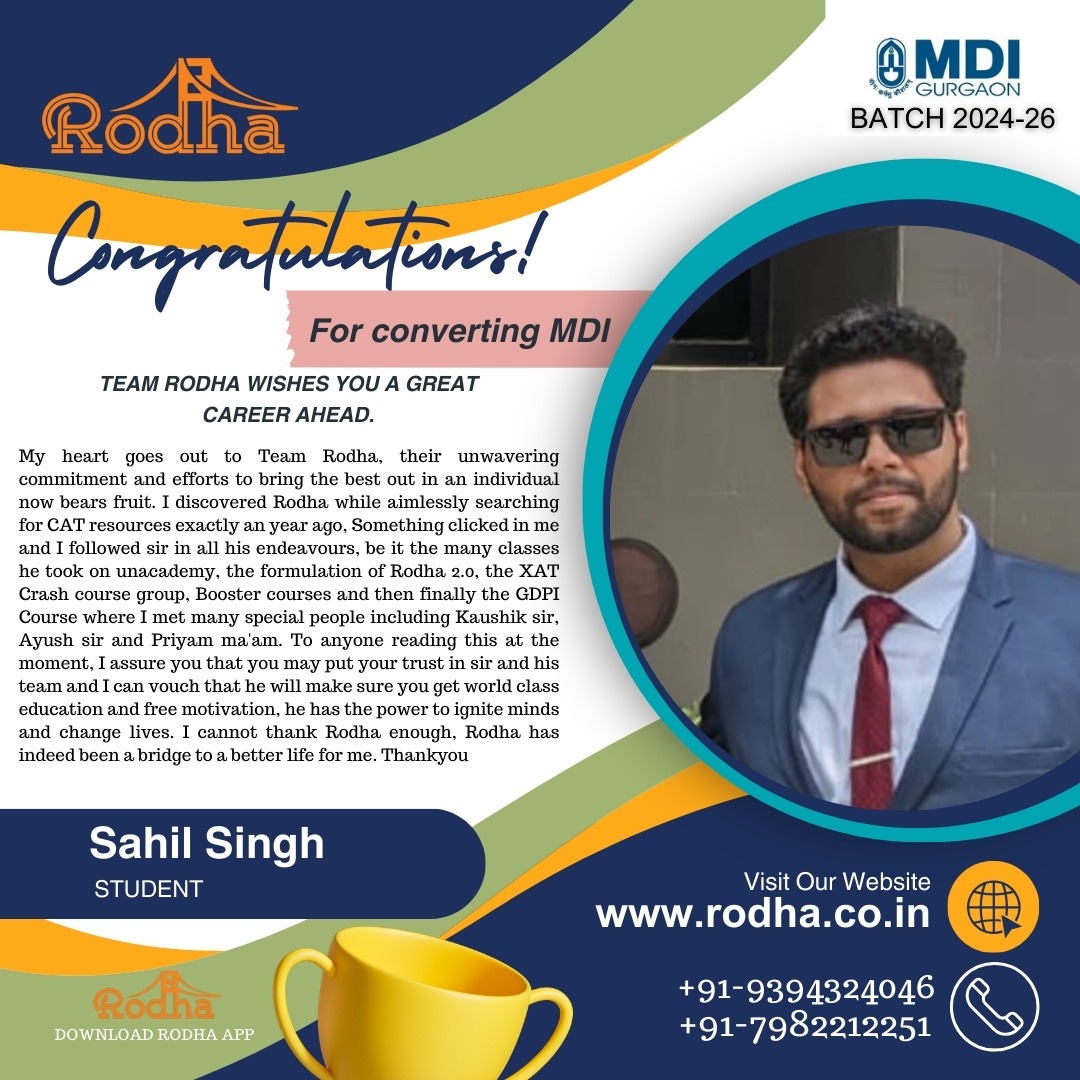 Rodha
MDI
GURGAON
BATCH 2024-26
Congratulations!
For converting MDI
TEAM RODHA WISHES YOU A GREAT
CAREER AHEAD.
My heart goes out to Team Rodha, their unwavering
commitment and efforts to bring the best out in an individual
now bears fruit. I discovered Rodha while aimlessly searching
for CAT resources exactly an year ago, Something clicked in me
and I followed sir in all his endeavours, be it the many classes
he took on unacademy, the formulation of Rodha 2.0, the XAT
Crash course group, Booster courses and then finally the GDPI
Course where I met many special people including Kaushik sir,
Ayush sir and Priyam ma'am. To anyone reading this at the
moment, I assure you that you may put your trust in sir and his
team and I can vouch that he will make sure you get world class
education and free motivation, he has the power to ignite minds
and change lives. I cannot thank Rodha enough, Rodha has
indeed been a bridge to a better life for me. Thankyou
Sahil Singh
STUDENT
Visit Our Website
www.rodha.co.in
+91-9394324046
+91-7982212251
Rodha
DOWNLOAD RODHA APP